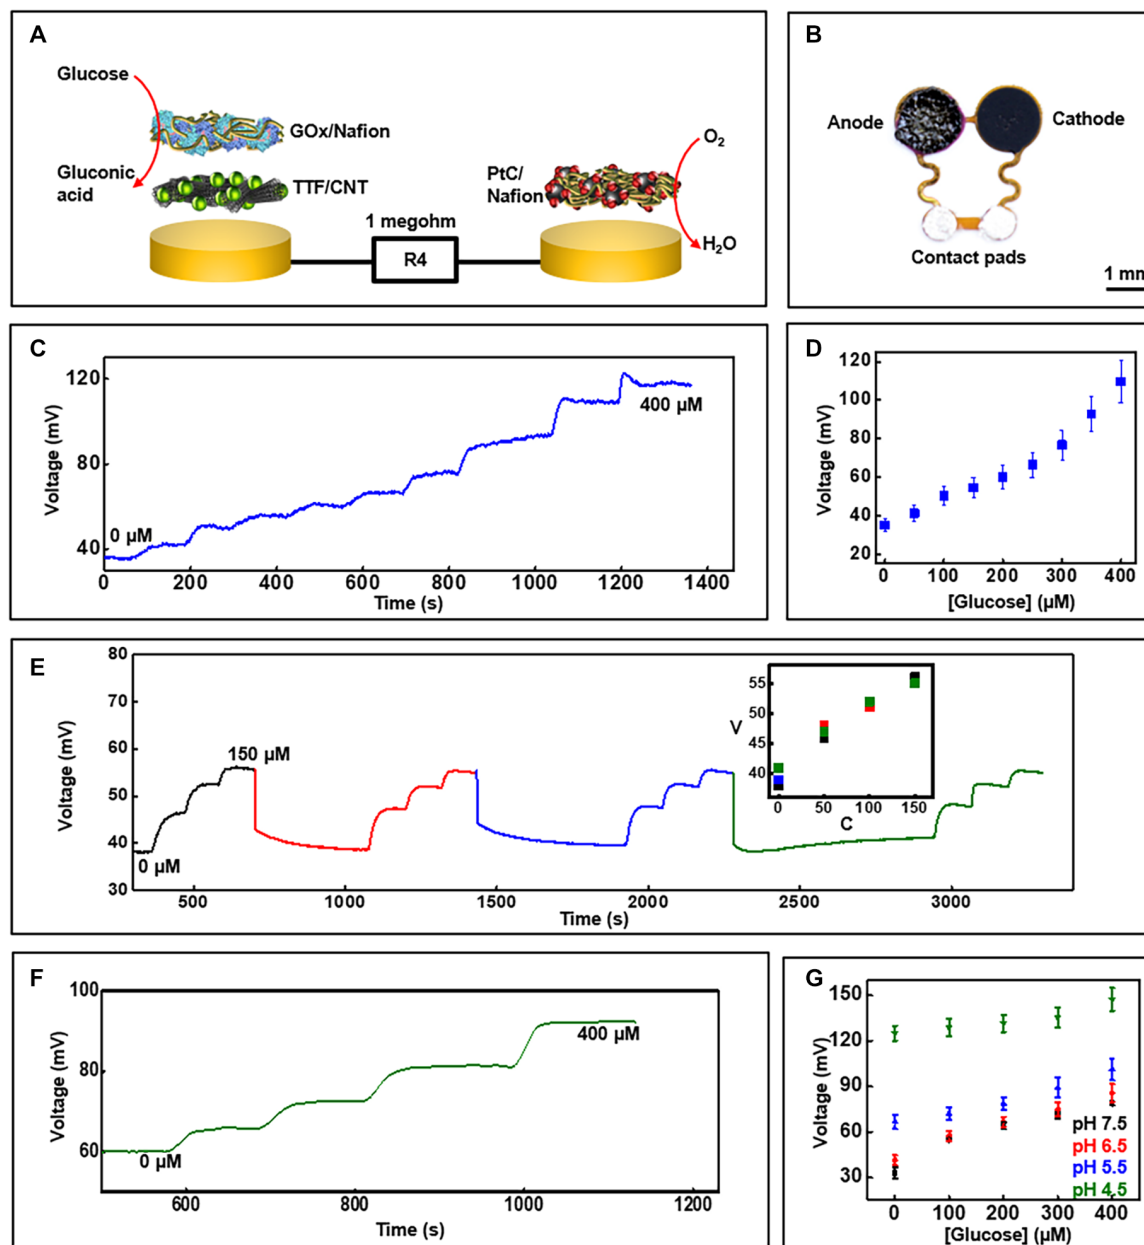 A
Glucose
GOx/Nafion
Gluconic
acid
TTF/CNT
1 megohm
R4
PtC/
Nafion
O2
H2O
B
Anode
Cathode
Contact pads
1 mm
C
Voltage (mV)
120
80
40
0 µM
400 µM
0
200
400
600
800
1000
1200
1400
Time (s)
D
Voltage (mV)
120
100
80
60
40
20
0
100
200
300
400
[Glucose] (µM)
E
Voltage (mV)
80
70
60
50
40
30
150 µM
0 µM
V
55
50
45
40
0
50
100
150
C
500
1000
1500
2000
2500
3000
Time (s)
F
Voltage (mV)
100
80
60
0 µM
400 µM
600
800
1000
1200
Time (s)
G
Voltage (mV)
150
120
90
60
30
pH 7.5
pH 6.5
pH 5.5
pH 4.5
0
100
200
300
400
[Glucose] (µM)